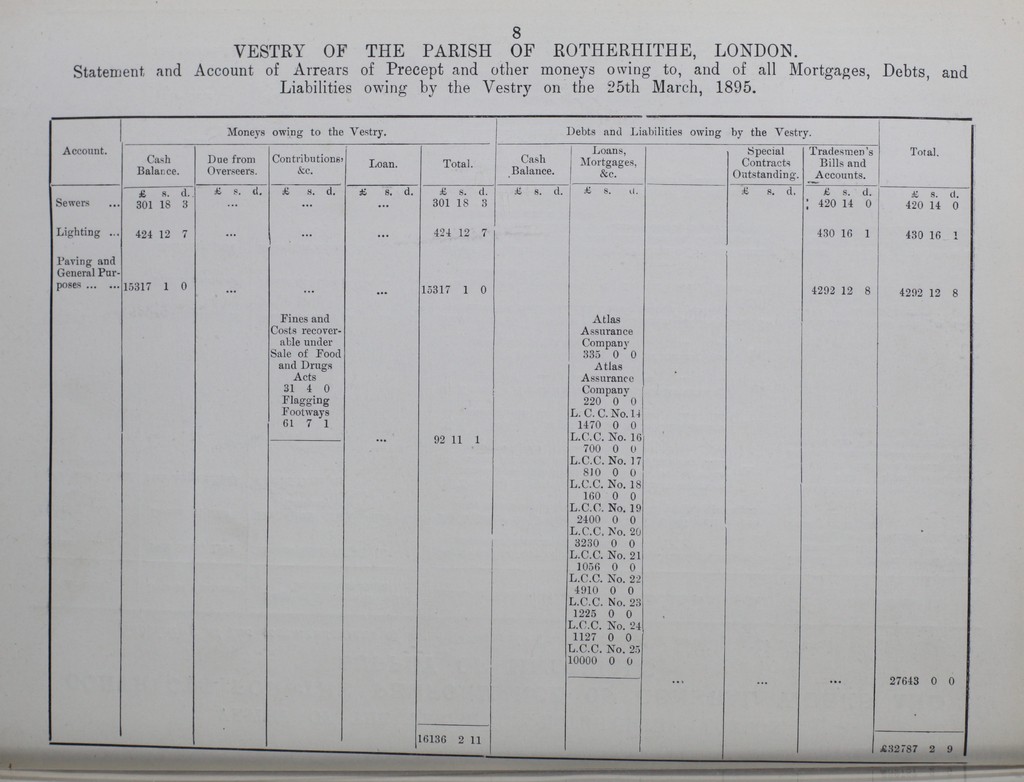 8
VESTRY OF THE PARISH OF ROTHERHITHE, LONDON.
Statement and Account of Arrears of Precept and other moneys owing to, and of all Mortgages, Debts, and
Liabilities owing by the Vestry on the 25th March, 1895.
Account. Moneys owing to the Vestry. Debts and Liabilities owing by the Vestry. Total.
Cash Balance. Due from Overseers. Contributions, &c. Loan. Total. Cash Balance. Loans, Mortgages, &c. Special Contracts Outstanding. Tradesmen's Bills and Accounts.
£ s. d. £ s. d. £ s. d. £ s. d. £ s. d. £ s. d. £ s. d. £ s. d. £ s. d. £ s. d.
Sewers ... 301 18 3 ... ... ... 301 18 3 420 14 0 420 14 0
Lighting ... 424 12 7 ... ... ... 424 12 7 430 16 1 430 16 1
Paving and
General Pur-
poses ... ... 15317 1 0 ... ... ... 15317 1 0 4292 12 8 4292 12 8
Fines and
Costs recover-
able under
Sale of Food
and Drugs
Acts
31 4 0
Flagging
Footways
61 7 1
... 92 11 1
Atlas
Assurance
Company
335 0 0
Atlas
Assurance
Company
220 0 0
L. C. C. No. 14
1470 0 0
L.C.C. No. 16
700 0 0
L.C.C. No. 17
810 0 0
L.C.C. No. 18
160 0 0
L.C.C. No. 19
2400 0 0
L.C.C. No. 20
3230 0 0
L.C.C. No. 21
1056 0 0
L.C.C. No. 22
4910 0 0
L.C.C. No. 23
1225 0 0
L.C.C. No. 24
1127 0 0
L.C.C. No. 25
10000 0 0
... ... ... 27643 0 0
16136 2 11 £32787 2 9